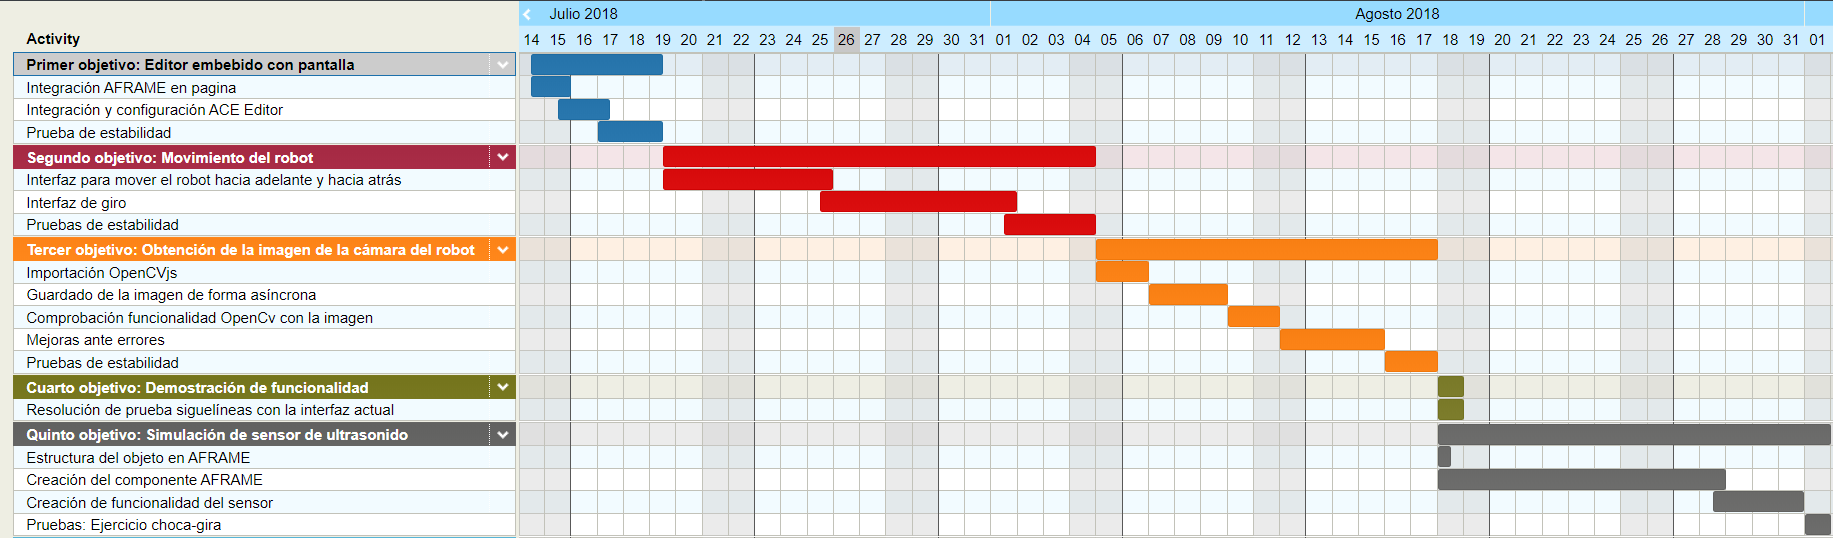 Julio 2018 Agosto 2018
Activity 14 15 16 17 18 19 20 21 22 23 24 25 26 27 28 29 30 31 01 02 03 04 05 06 07 08 09 10 11 12 13 14 15 16 17 18 19 20 21 22 23 24 25 26 27 28 29 30 31 01
Primer objetivo: Editor embebido con pantalla
Integración AFRAME en pagina
Integración y configuración ACE Editor
Prueba de estabilidad
Segundo objetivo: Movimiento del robot
Interfaz para mover el robot hacia adelante y hacia atrás
Interfaz de giro
Pruebas de estabilidad
Tercer objetivo: Obtención de la imagen de la cámara del robot
Importación OpenCVjs
Guardado de la imagen de forma asíncrona
Comprobación funcionalidad OpenCv con la imagen
Mejoras ante errores
Pruebas de estabilidad
Cuarto objetivo: Demostración de funcionalidad
Resolución de prueba siguelíneas con la interfaz actual
Quinto objetivo: Simulación de sensor de ultrasonido
Estructura del objeto en AFRAME
Creación del componente AFRAME
Creación de funcionalidad del sensor
Pruebas: Ejercicio choca-gira